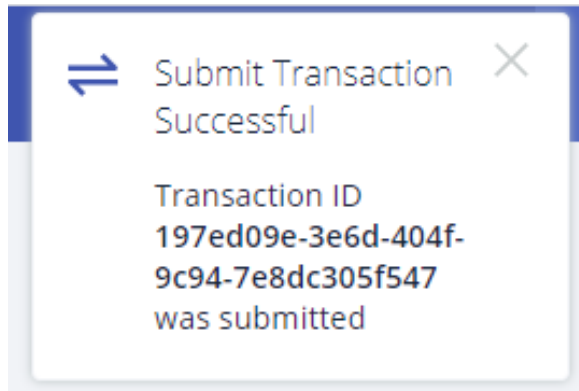 Submit Transaction
Successful
Transaction ID
197ed09e-3e6d-404f-
9c94-7e8dc305f547
was submitted